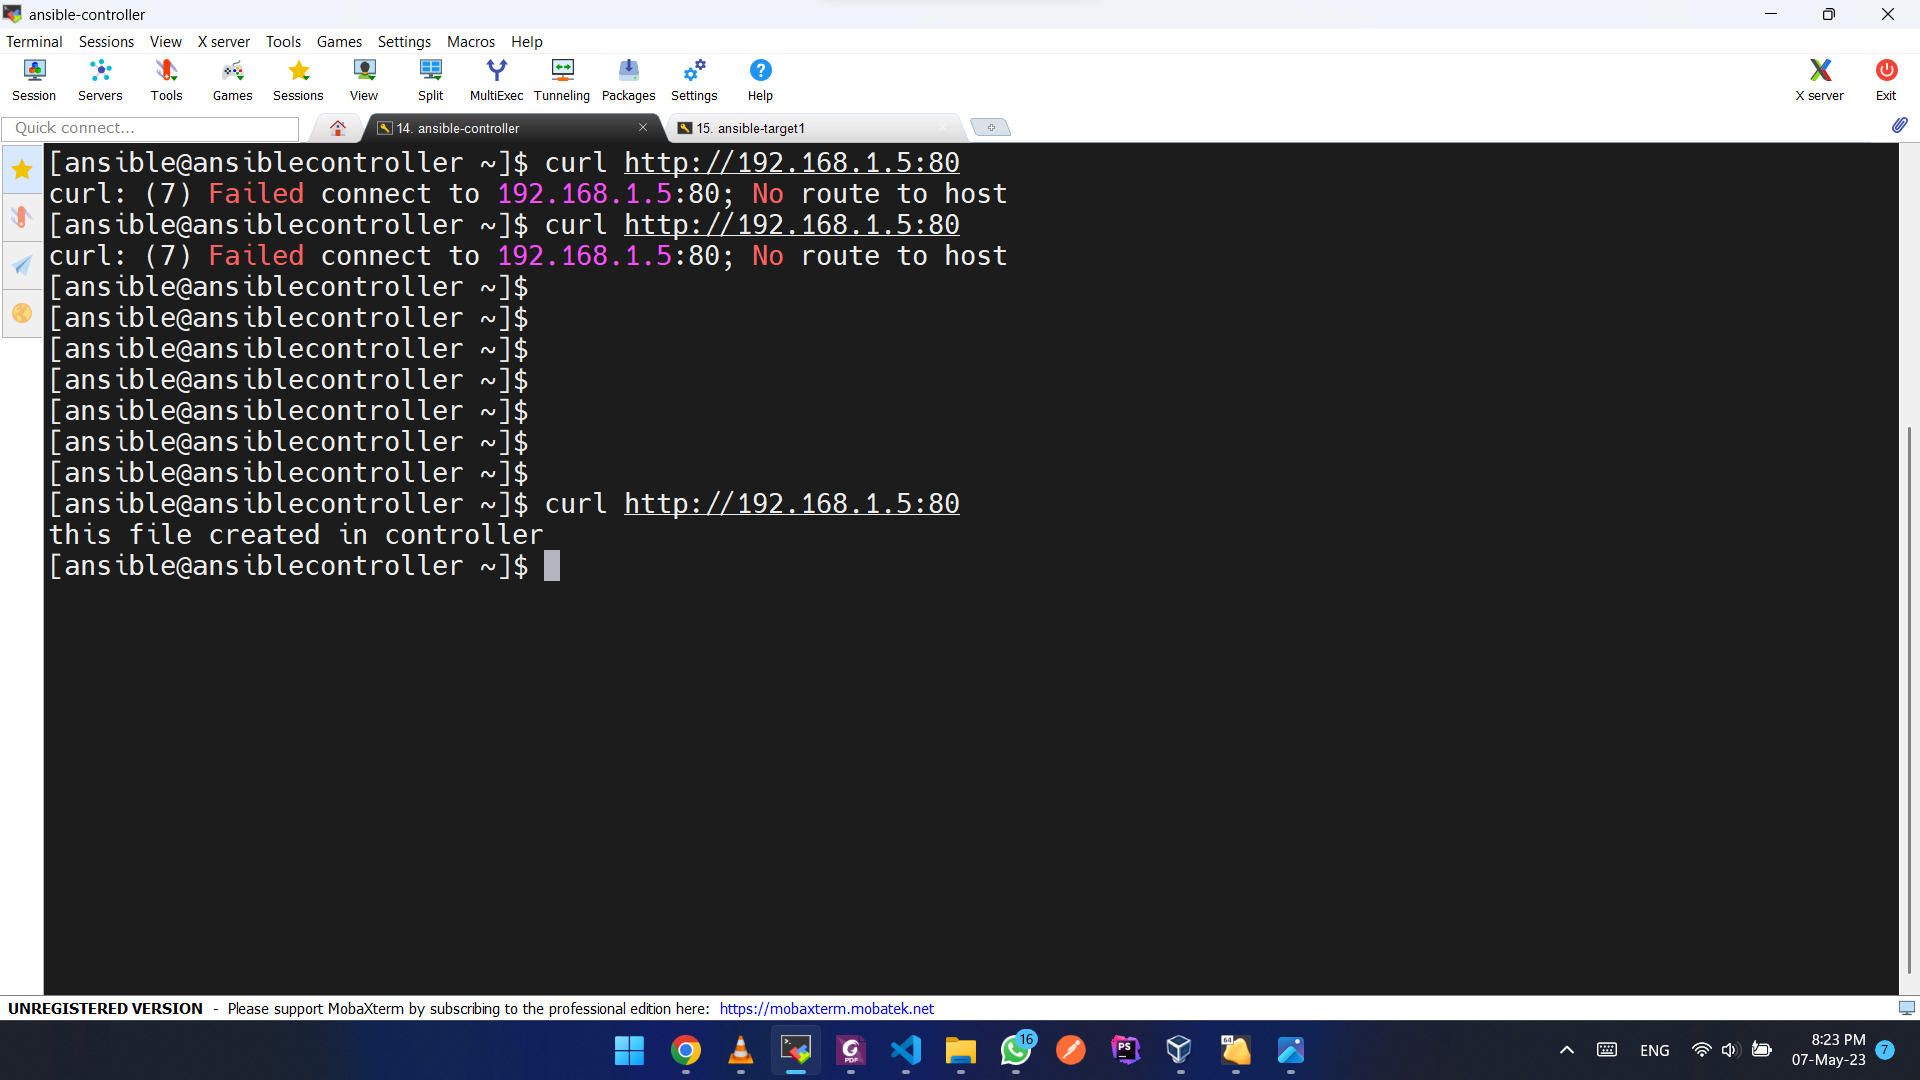 ansible-controller
Terminal Sessions View X server Tools Games Settings Macros Help
Session Servers Tools Games Sessions View Split MultiExec Tunneling Packages Settings Help X server Exit
Quick connect... 14. ansible-controller 15. ansible-target1
[ansible@ansiblecontroller ~]$ curl http://192.168.1.5:80
curl: (7) Failed connect to 192.168.1.5:80; No route to host
[ansible@ansiblecontroller ~]$ curl http://192.168.1.5:80
curl: (7) Failed connect to 192.168.1.5:80; No route to host
[ansible@ansiblecontroller ~]$
[ansible@ansiblecontroller ~]$
[ansible@ansiblecontroller ~]$
[ansible@ansiblecontroller ~]$
[ansible@ansiblecontroller ~]$
[ansible@ansiblecontroller ~]$
[ansible@ansiblecontroller ~]$
[ansible@ansiblecontroller ~]$ curl http://192.168.1.5:80
this file created in controller
[ansible@ansiblecontroller ~]$
UNREGISTERED VERSION - Please support MobaXterm by subscribing to the professional edition here: https://mobaxterm.mobatek.net
PDF 16 PS 64 ENG 8:23 PM 7
07-May-23